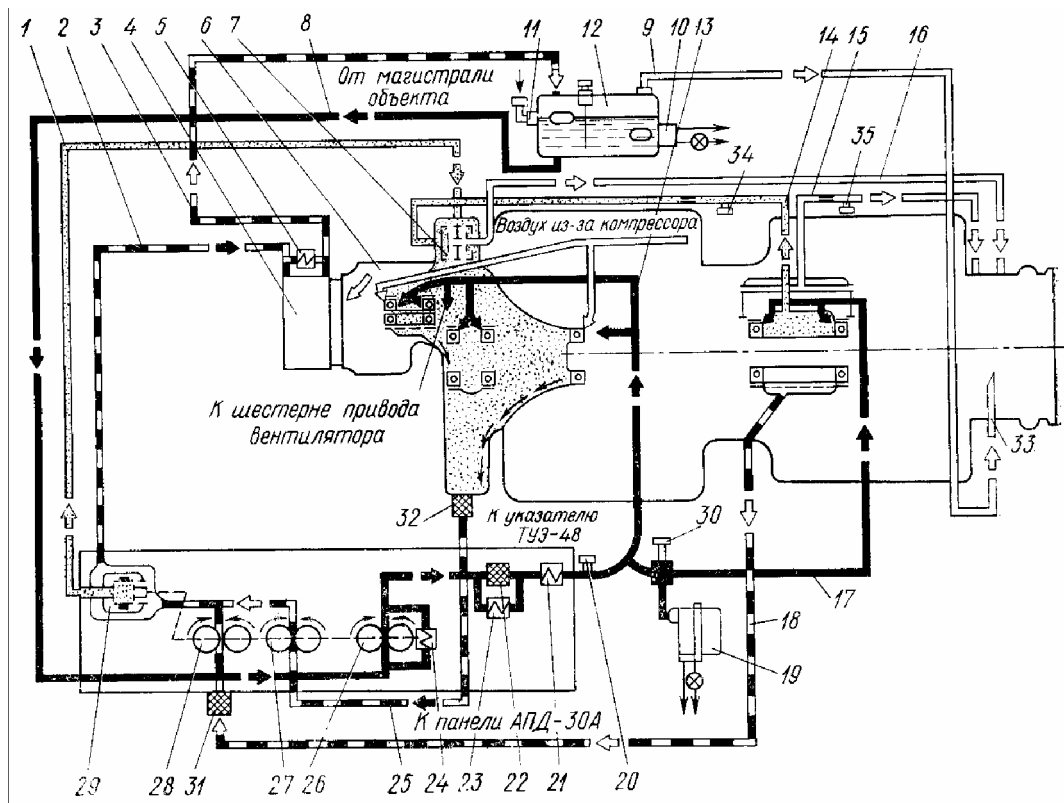 1 2 3 4 5 6 7 8 11 12 9 10 13 14 15 16
От магистрали
объекта
34
35
Воздух из-за компрессора
К шестерне привода
вентилятора
33
32
К указателю
ТУЭ-48
30
17
18
19
К панели АПД-30А
29 28 31 27 26 25 24 23 22 21 20